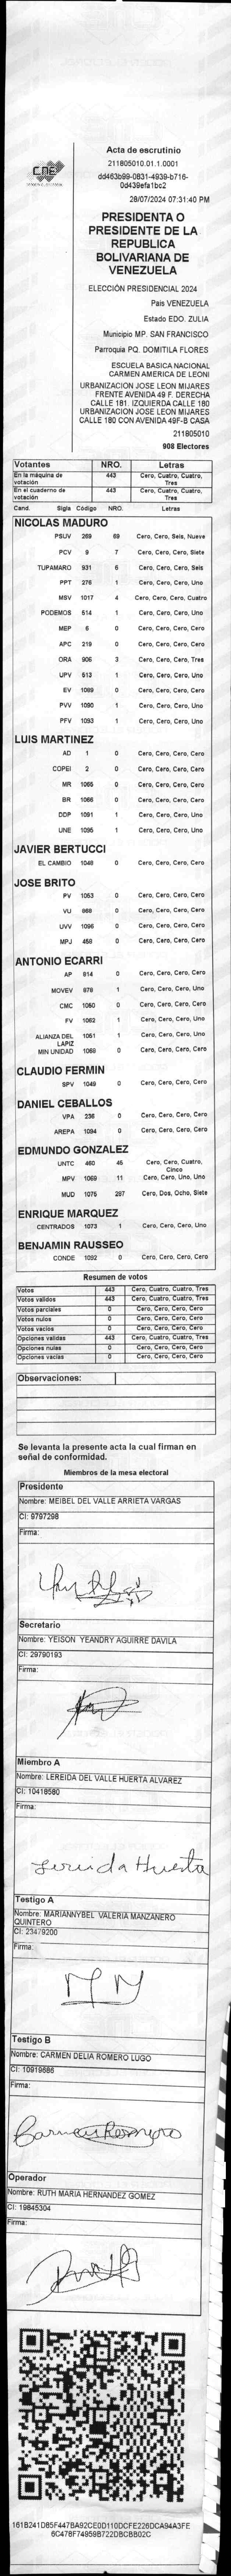 CNE
Acta de escrutinio
211805010.01.1.0001
dd463b99-0831-4939-b716-
0d439efa1bc2
28/07/2024 07:31:40 PM
PRESIDENTA O
PRESIDENTE DE LA
REPUBLICA
BOLIVARIANA DE
VENEZUELA
ELECCIÓN PRESIDENCIAL 2024
Pais VENEZUELA
Estado EDO. ZULIA
Municipio MP. SAN FRANCISCO
Parroquia PQ. DOMITILA FLORES
ESCUELA BASICA NACIONAL
CARMEN AMERICA DE LEONI
URBANIZACION JOSE LEON MIJARES
FRENTE AVENIDA 49 F. DERECHA
CALLE 181. IZQUIERDA CALLE 180
URBANIZACION JOSE LEON MIJARES
CALLE 180 CON AVENIDA 49F-B CASA
211805010
908 Electores
Votantes NRO. Letras
En la máquina de votación 443 Cero, Cuatro, Cuatro, Tres
En el cuaderno de votación 443 Cero, Cuatro, Cuatro, Tres
Cand. Sigla Código NRO. Letras
NICOLAS MADURO
PSUV 269 69 Cero, Cero, Seis, Nueve
PCV 9 7 Cero, Cero, Cero, Siete
TUPAMARO 931 6 Cero, Cero, Cero, Seis
PPT 276 1 Cero, Cero, Cero, Uno
MSV 1017 4 Cero, Cero, Cero, Cuatro
PODEMOS 514 1 Cero, Cero, Cero, Uno
MEP 6 0 Cero, Cero, Cero, Cero
APC 219 0 Cero, Cero, Cero, Cero
ORA 906 3 Cero, Cero, Cero, Tres
UPV 513 1 Cero, Cero, Cero, Uno
EV 1089 0 Cero, Cero, Cero, Cero
PVV 1090 1 Cero, Cero, Cero, Uno
PFV 1093 1 Cero, Cero, Cero, Uno
LUIS MARTINEZ
AD 1 0 Cero, Cero, Cero, Cero
COPEI 2 0 Cero, Cero, Cero, Cero
MR 1065 0 Cero, Cero, Cero, Cero
BR 1066 0 Cero, Cero, Cero, Cero
DDP 1091 1 Cero, Cero, Cero, Uno
UNE 1095 1 Cero, Cero, Cero, Uno
JAVIER BERTUCCI
EL CAMBIO 1048 0 Cero, Cero, Cero, Cero
JOSE BRITO
PV 1053 0 Cero, Cero, Cero, Cero
VU 868 0 Cero, Cero, Cero, Cero
UVV 1096 0 Cero, Cero, Cero, Cero
MPJ 458 0 Cero, Cero, Cero, Cero
ANTONIO ECARRI
AP 814 0 Cero, Cero, Cero, Cero
MOVEV 878 1 Cero, Cero, Cero, Uno
CMC 1050 0 Cero, Cero, Cero, Cero
FV 1062 1 Cero, Cero, Cero, Uno
ALIANZA DEL LAPIZ 1051 1 Cero, Cero, Cero, Uno
MIN UNIDAD 1068 0 Cero, Cero, Cero, Cero
CLAUDIO FERMIN
SPV 1049 0 Cero, Cero, Cero, Cero
DANIEL CEBALLOS
VPA 236 0 Cero, Cero, Cero, Cero
AREPA 1094 0 Cero, Cero, Cero, Cero
EDMUNDO GONZALEZ
UNTC 460 45 Cero, Cero, Cuatro, Cinco
MPV 1069 11 Cero, Cero, Uno, Uno
MUD 1075 287 Cero, Dos, Ocho, Siete
ENRIQUE MARQUEZ
CENTRADOS 1073 1 Cero, Cero, Cero, Uno
BENJAMIN RAUSSEO
CONDE 1092 0 Cero, Cero, Cero, Cero
Resumen de votos
Votos 443 Cero, Cuatro, Cuatro, Tres
Votos validos 443 Cero, Cuatro, Cuatro, Tres
Votos parciales 0 Cero, Cero, Cero, Cero
Votos nulos 0 Cero, Cero, Cero, Cero
Votos vacios 0 Cero, Cero, Cero, Cero
Opciones validas 443 Cero, Cuatro, Cuatro, Tres
Opciones nulas 0 Cero, Cero, Cero, Cero
Opciones vacias 0 Cero, Cero, Cero, Cero
Observaciones:
Se levanta la presente acta la cual firman en
señal de conformidad.
Miembros de la mesa electoral
Presidente
Nombre: MEIBEL DEL VALLE ARRIETA VARGAS
CI: 9797298
Firma:
Secretario
Nombre: YEISON YEANDRY AGUIRRE DAVILA
CI: 29790193
Firma:
Miembro A
Nombre: LEREIDA DEL VALLE HUERTA ALVAREZ
CI: 10418580
Firma:
Lereida Huerta
Testigo A
Nombre: MARIANNYBEL VALERIA MANZANERO
QUINTERO
CI: 23479200
Firma:
Testigo B
Nombre: CARMEN DELIA ROMERO LUGO
CI: 10919686
Firma:
Carmen Romero
Operador
Nombre: RUTH MARIA HERNANDEZ GOMEZ
CI: 19845304
Firma:
161B241D85F447BA92CE0D110DCFE226DCA94A3FE
6C478F74959B722DBCBB02C